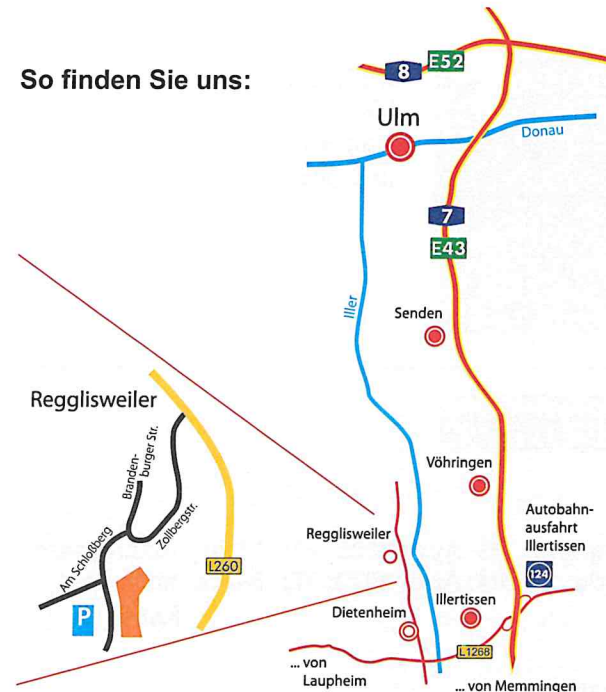 So finden Sie uns:
8
E52
Ulm
Donau
7
E43
Iller
Senden
Regglisweiler
Branden-
burger Str.
Zollbergstr.
Am Schloßberg
P
L260
Vöhringen
Autobahn-
ausfahrt
Illertissen
124
Regglisweiler
Dietenheim
Illertissen
L1268
... von
Laupheim
... von Memmingen